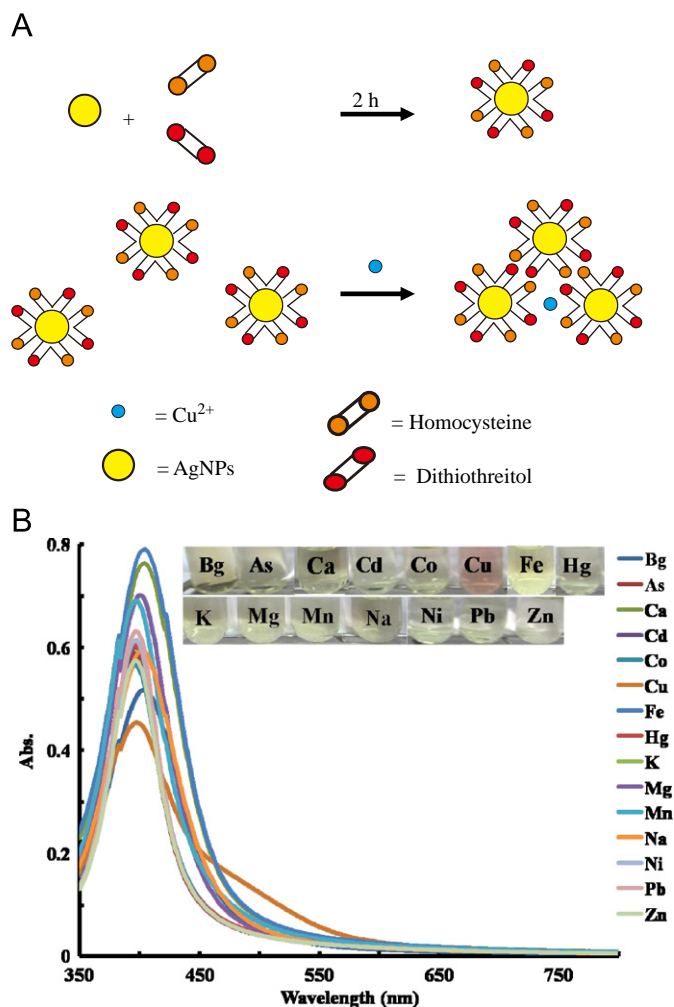 A
+
2 h
= Cu2+
= Homocysteine
= AgNPs
= Dithiothreitol
B
0.8
0.6
0.4
0.2
0
Abs.
350
450
550
650
750
Wavelength (nm)
Bg As Ca Cd Co Cu Fe Hg
K Mg Mn Na Ni Pb Zn
Bg
As
Ca
Cd
Co
Cu
Fe
Hg
K
Mg
Mn
Na
Ni
Pb
Zn